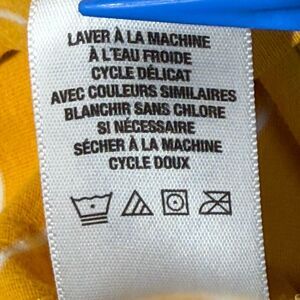 LAVER À LA MACHINE
À L'EAU FROIDE
CYCLE DÉLICAT
AVEC COULEURS SIMILAIRES
BLANCHIR SANS CHLORE
SI NÉCESSAIRE
SÉCHER À LA MACHINE
CYCLE DOUX